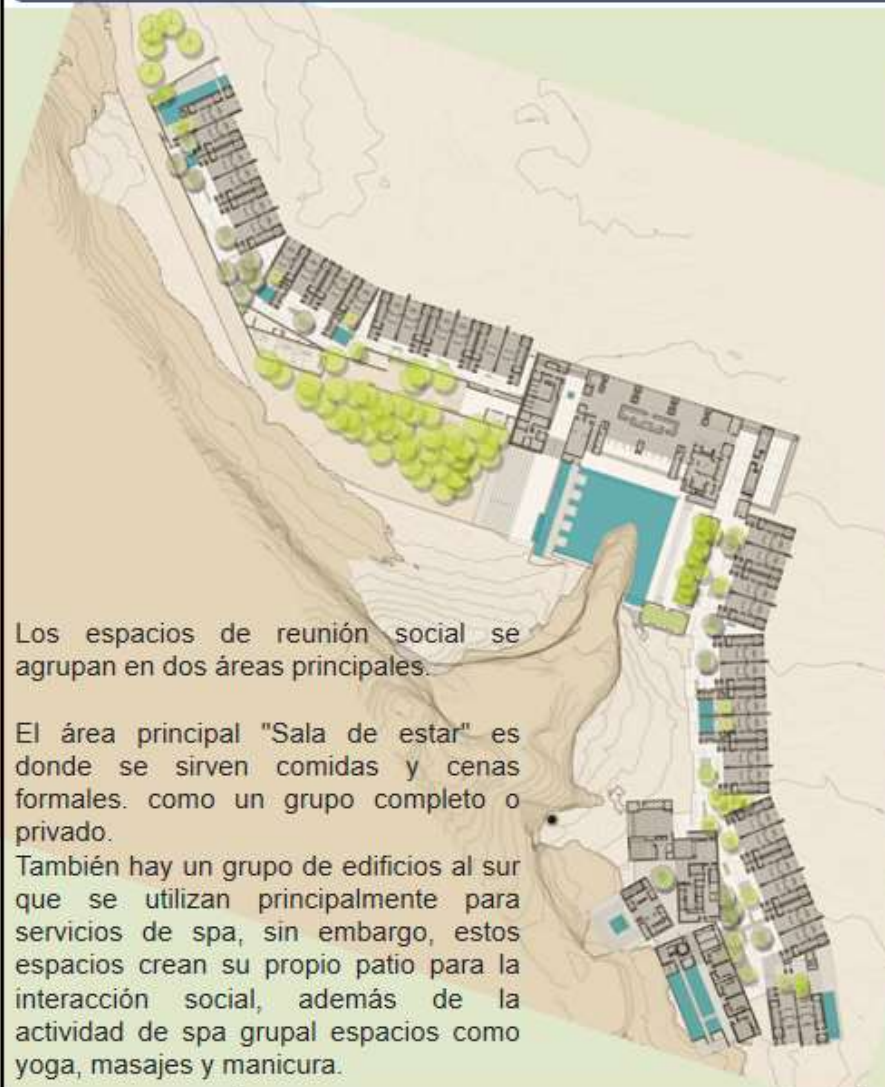 Los espacios de reunión social se
agrupan en dos áreas principales.
El área principal "Sala de estar" es
donde se sirven comidas y cenas
formales. como un grupo completo o
privado.
También hay un grupo de edificios al sur
que se utilizan principalmente para
servicios de spa, sin embargo, estos
espacios crean su propio patio para la
interacción social, además de la
actividad de spa grupal espacios como
yoga, masajes y manicura.